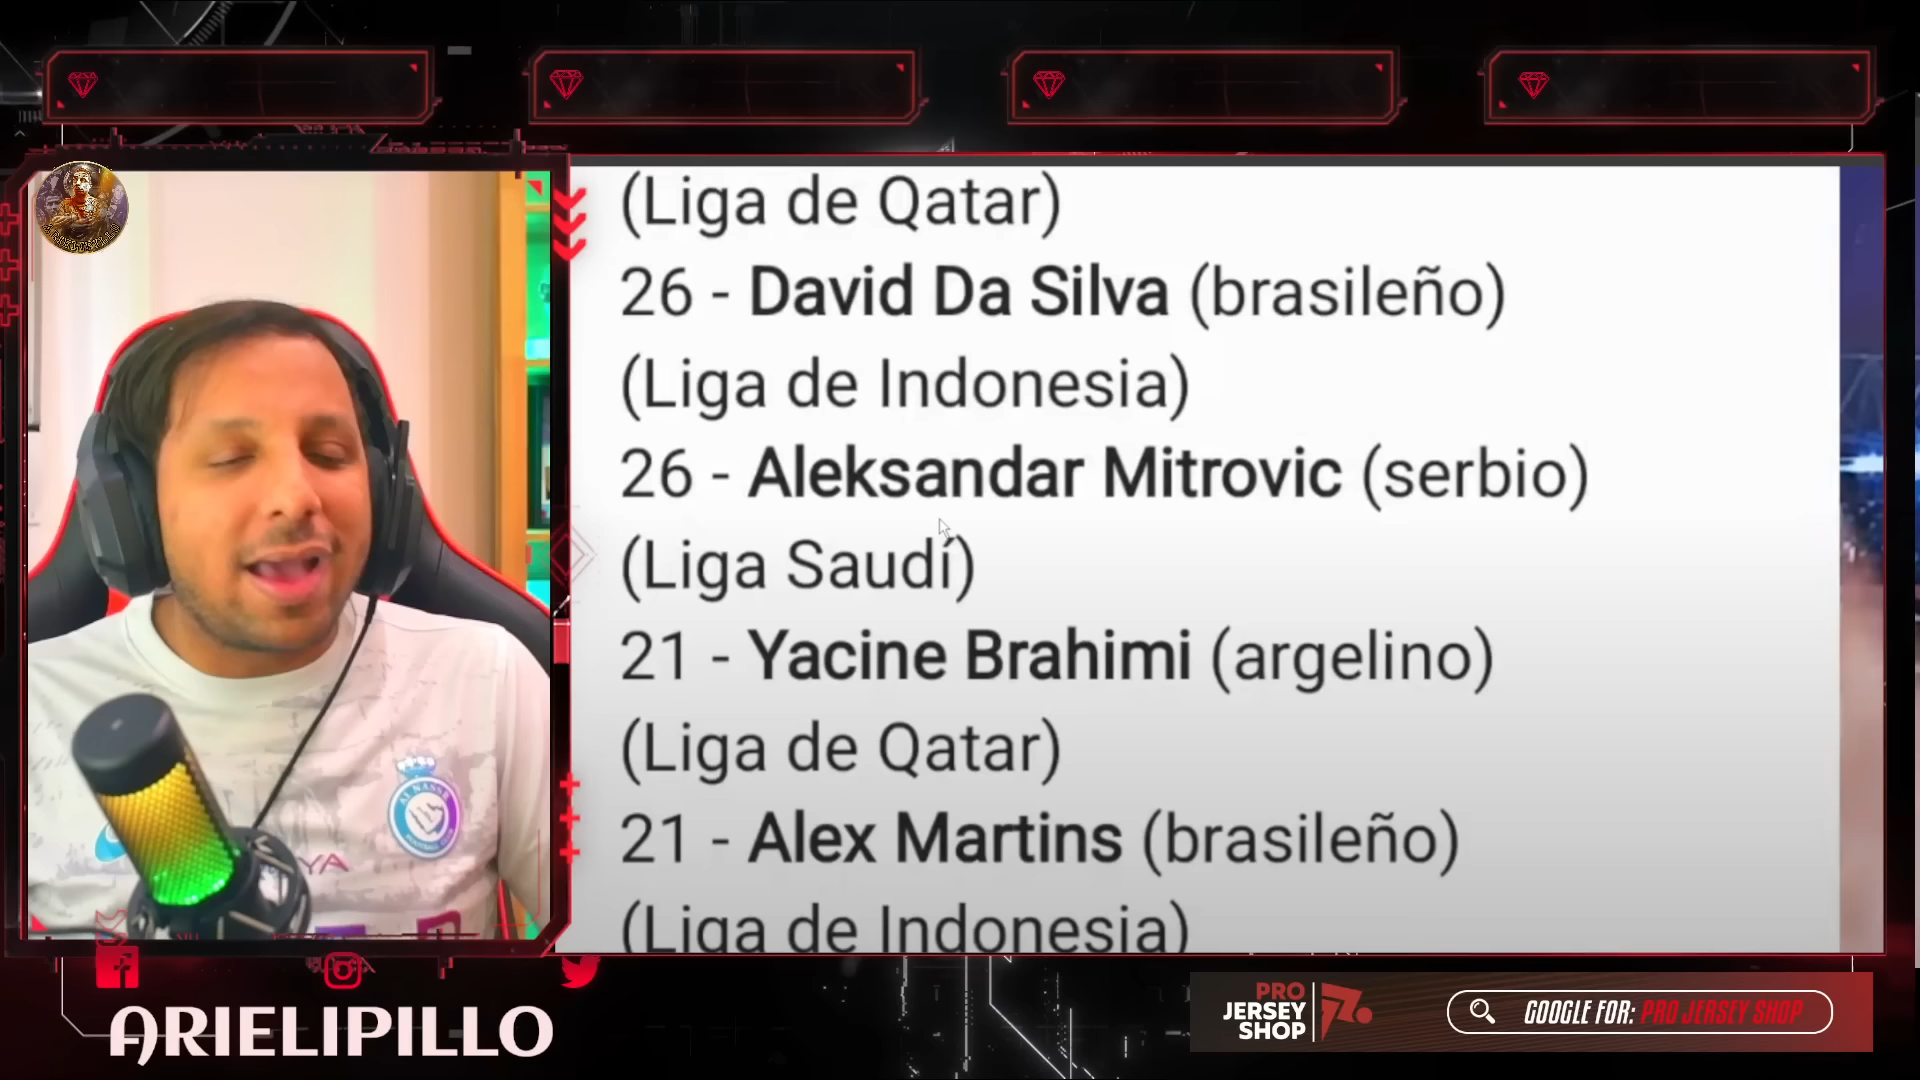 (Liga de Qatar)
26 - David Da Silva (brasileño)
(Liga de Indonesia)
26 - Aleksandar Mitrovic (serbio)
(Liga Saudí)
21 - Yacine Brahimi (argelino)
(Liga de Qatar)
21 - Alex Martins (brasileño)
(Liga de Indonesia)
AL NASSR
ARIELIPILLO
PRO
JERSEY
SHOP
GOOGLE FOR: PRO JERSEY SHOP